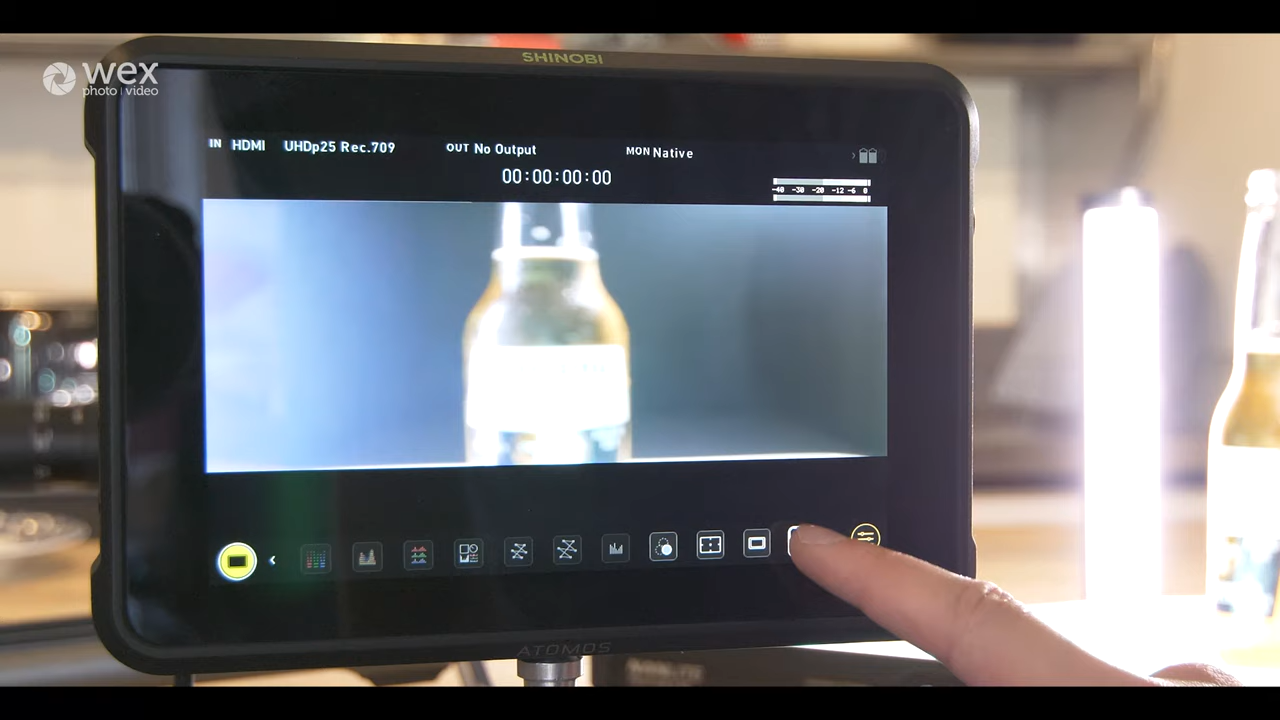 SHINOBI
wex
photo | video
IN HDMI UHDp25 Rec.709 OUT No Output MON Native
00:00:00:00
-40 -30 -20 -12 -6 0
ATOMOS